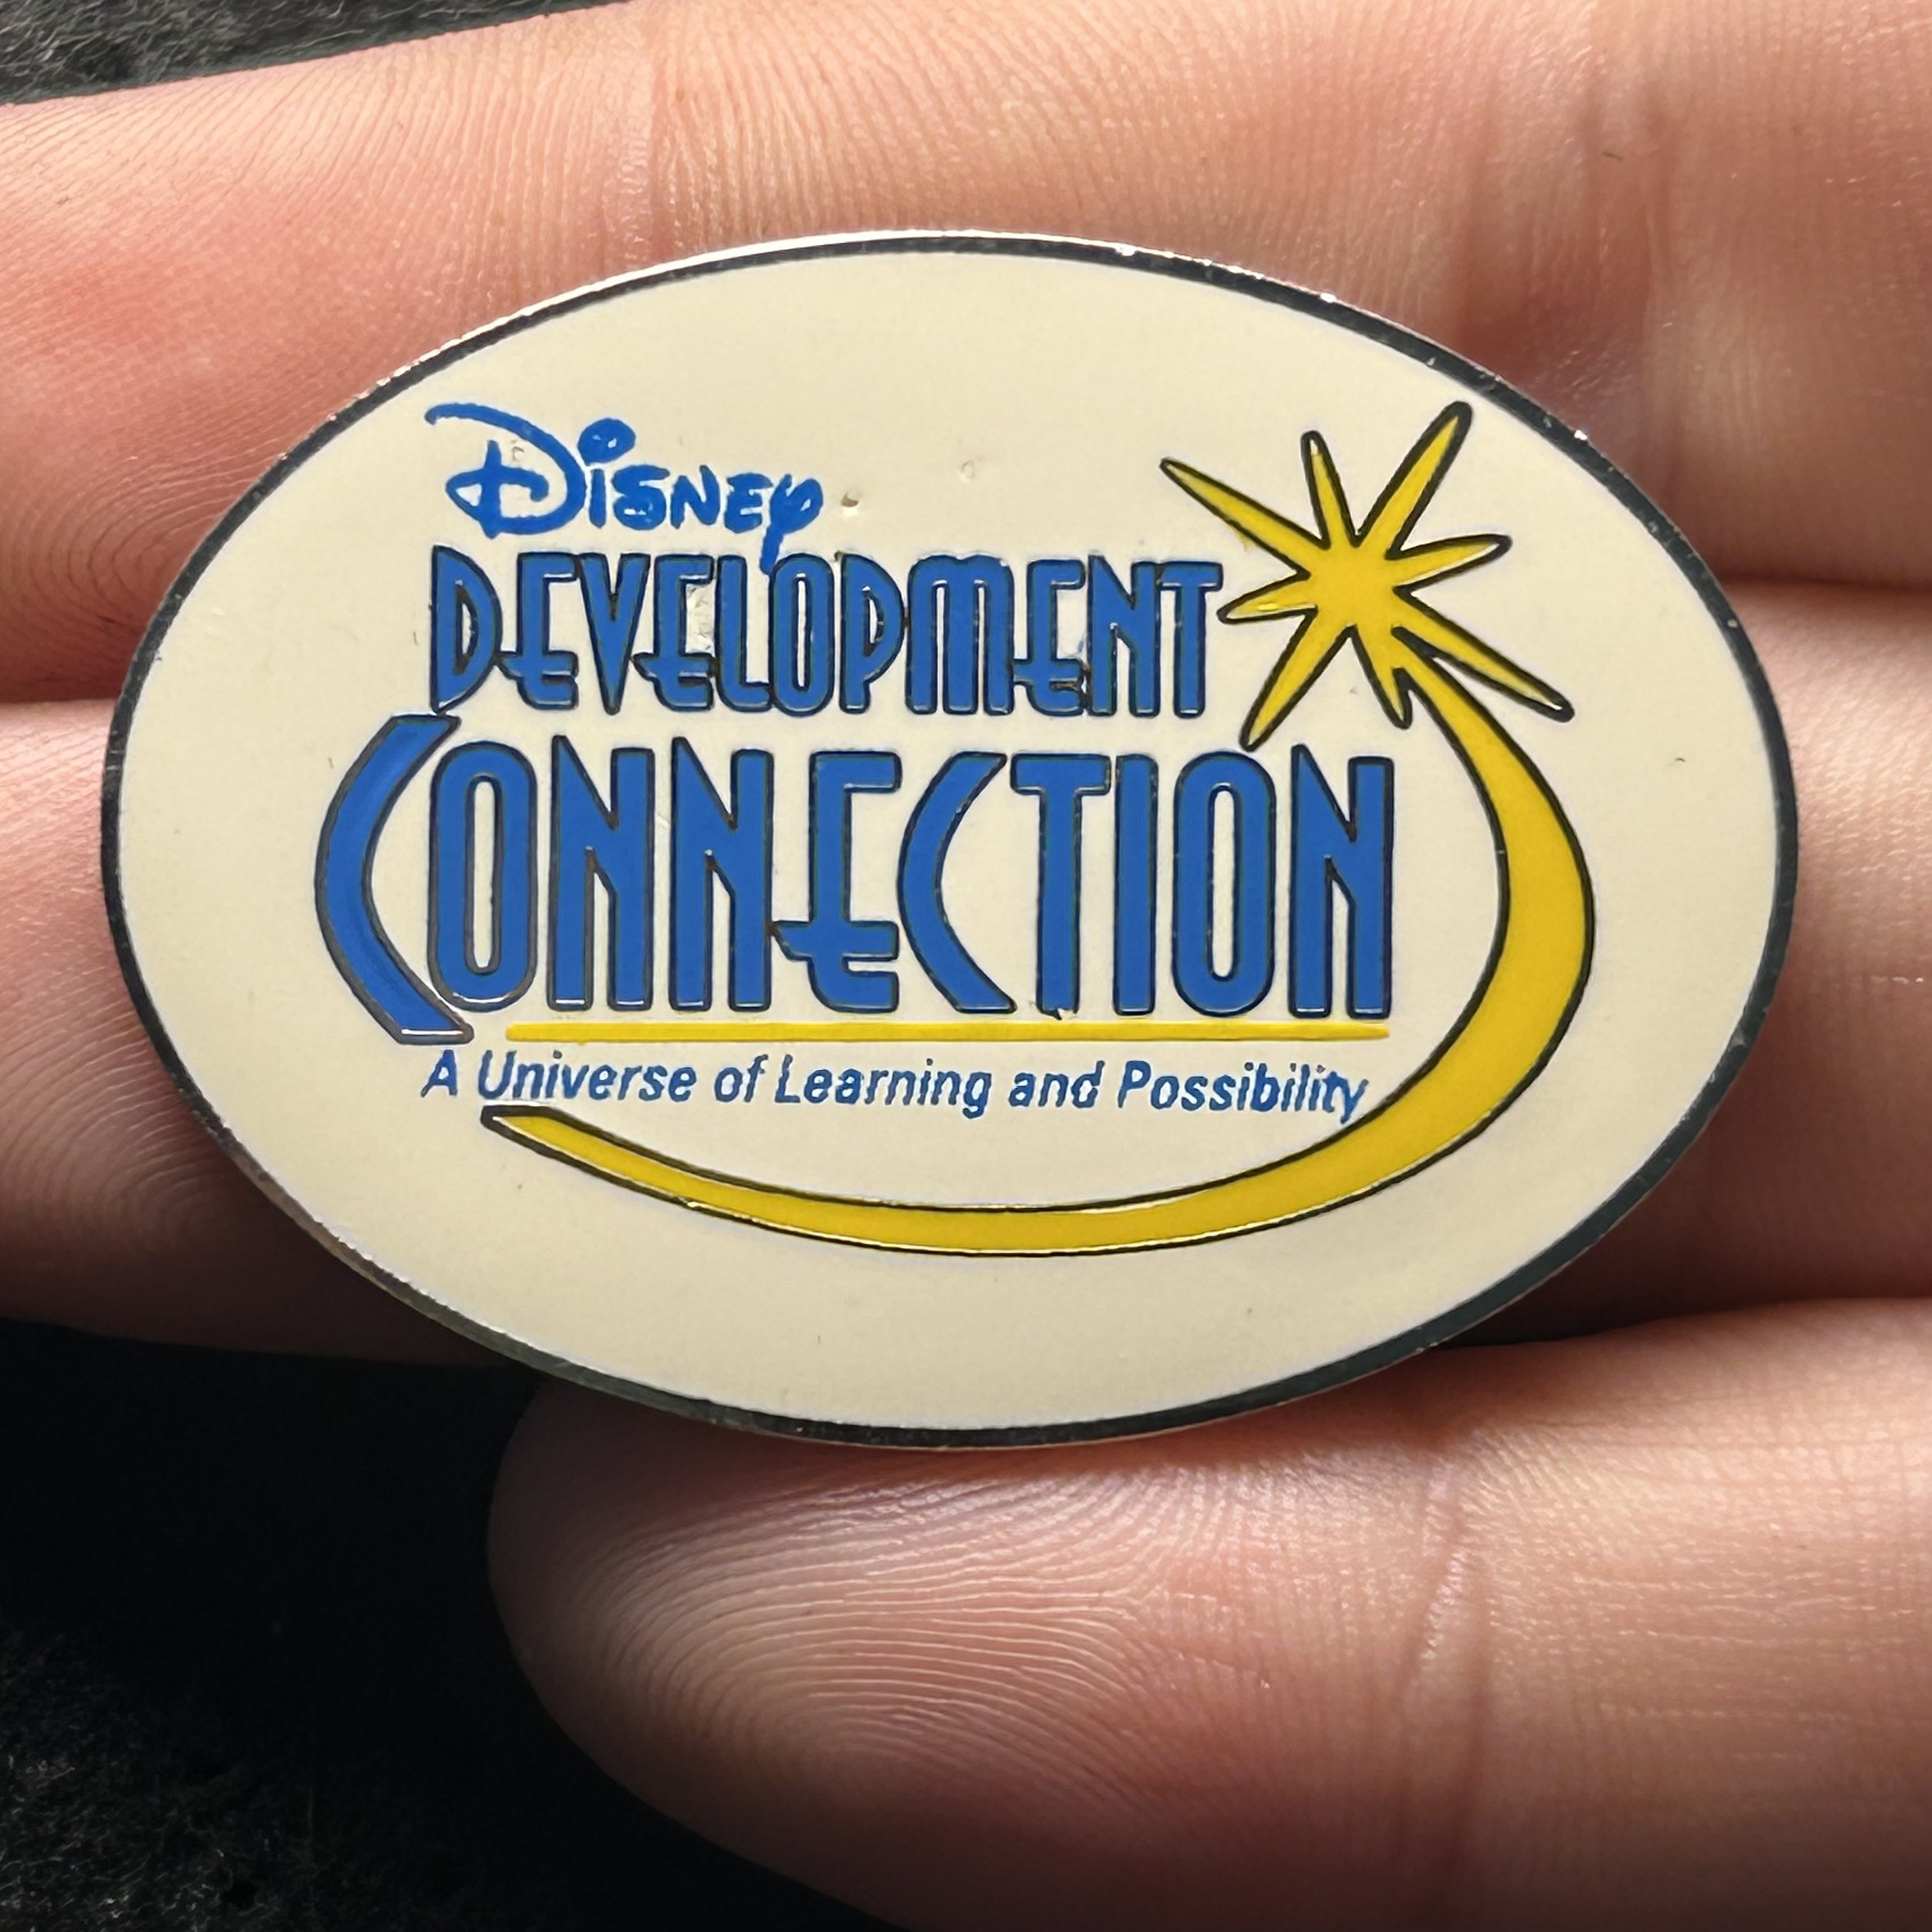 Disney
DEVELOPMENT
CONNECTION
A Universe of Learning and Possibility